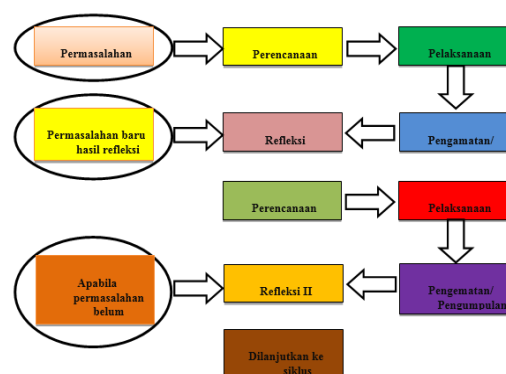 Permasalahan
Perencanaan
Pelaksanaan
Permasalahan baru
hasil refleksi
Refleksi
Pengamatan/
Perencanaan
Pelaksanaan
Apabila
permasalahan
belum
Refleksi II
Pengematan/
Pengumpulan
Dilanjutkan ke
siklus